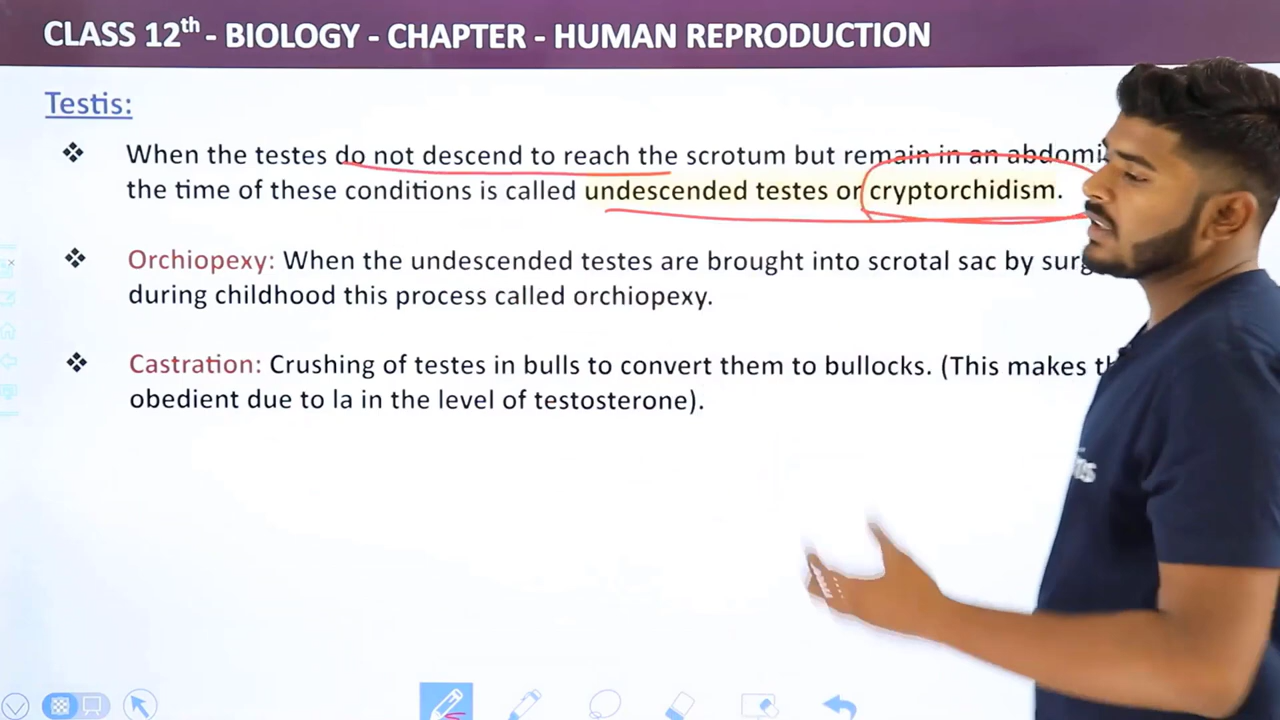 CLASS 12th - BIOLOGY - CHAPTER - HUMAN REPRODUCTION
Testis:
❖ When the testes do not descend to reach the scrotum but remain in an
the time of these conditions is called undescended testes or cryptorchidism.
❖ Orchiopexy: When the undescended testes are brought into scrotal sac by
during childhood this process called orchiopexy.
❖ Castration: Crushing of testes in bulls to convert them to bullocks. (This makes
obedient due to la in the level of testosterone).